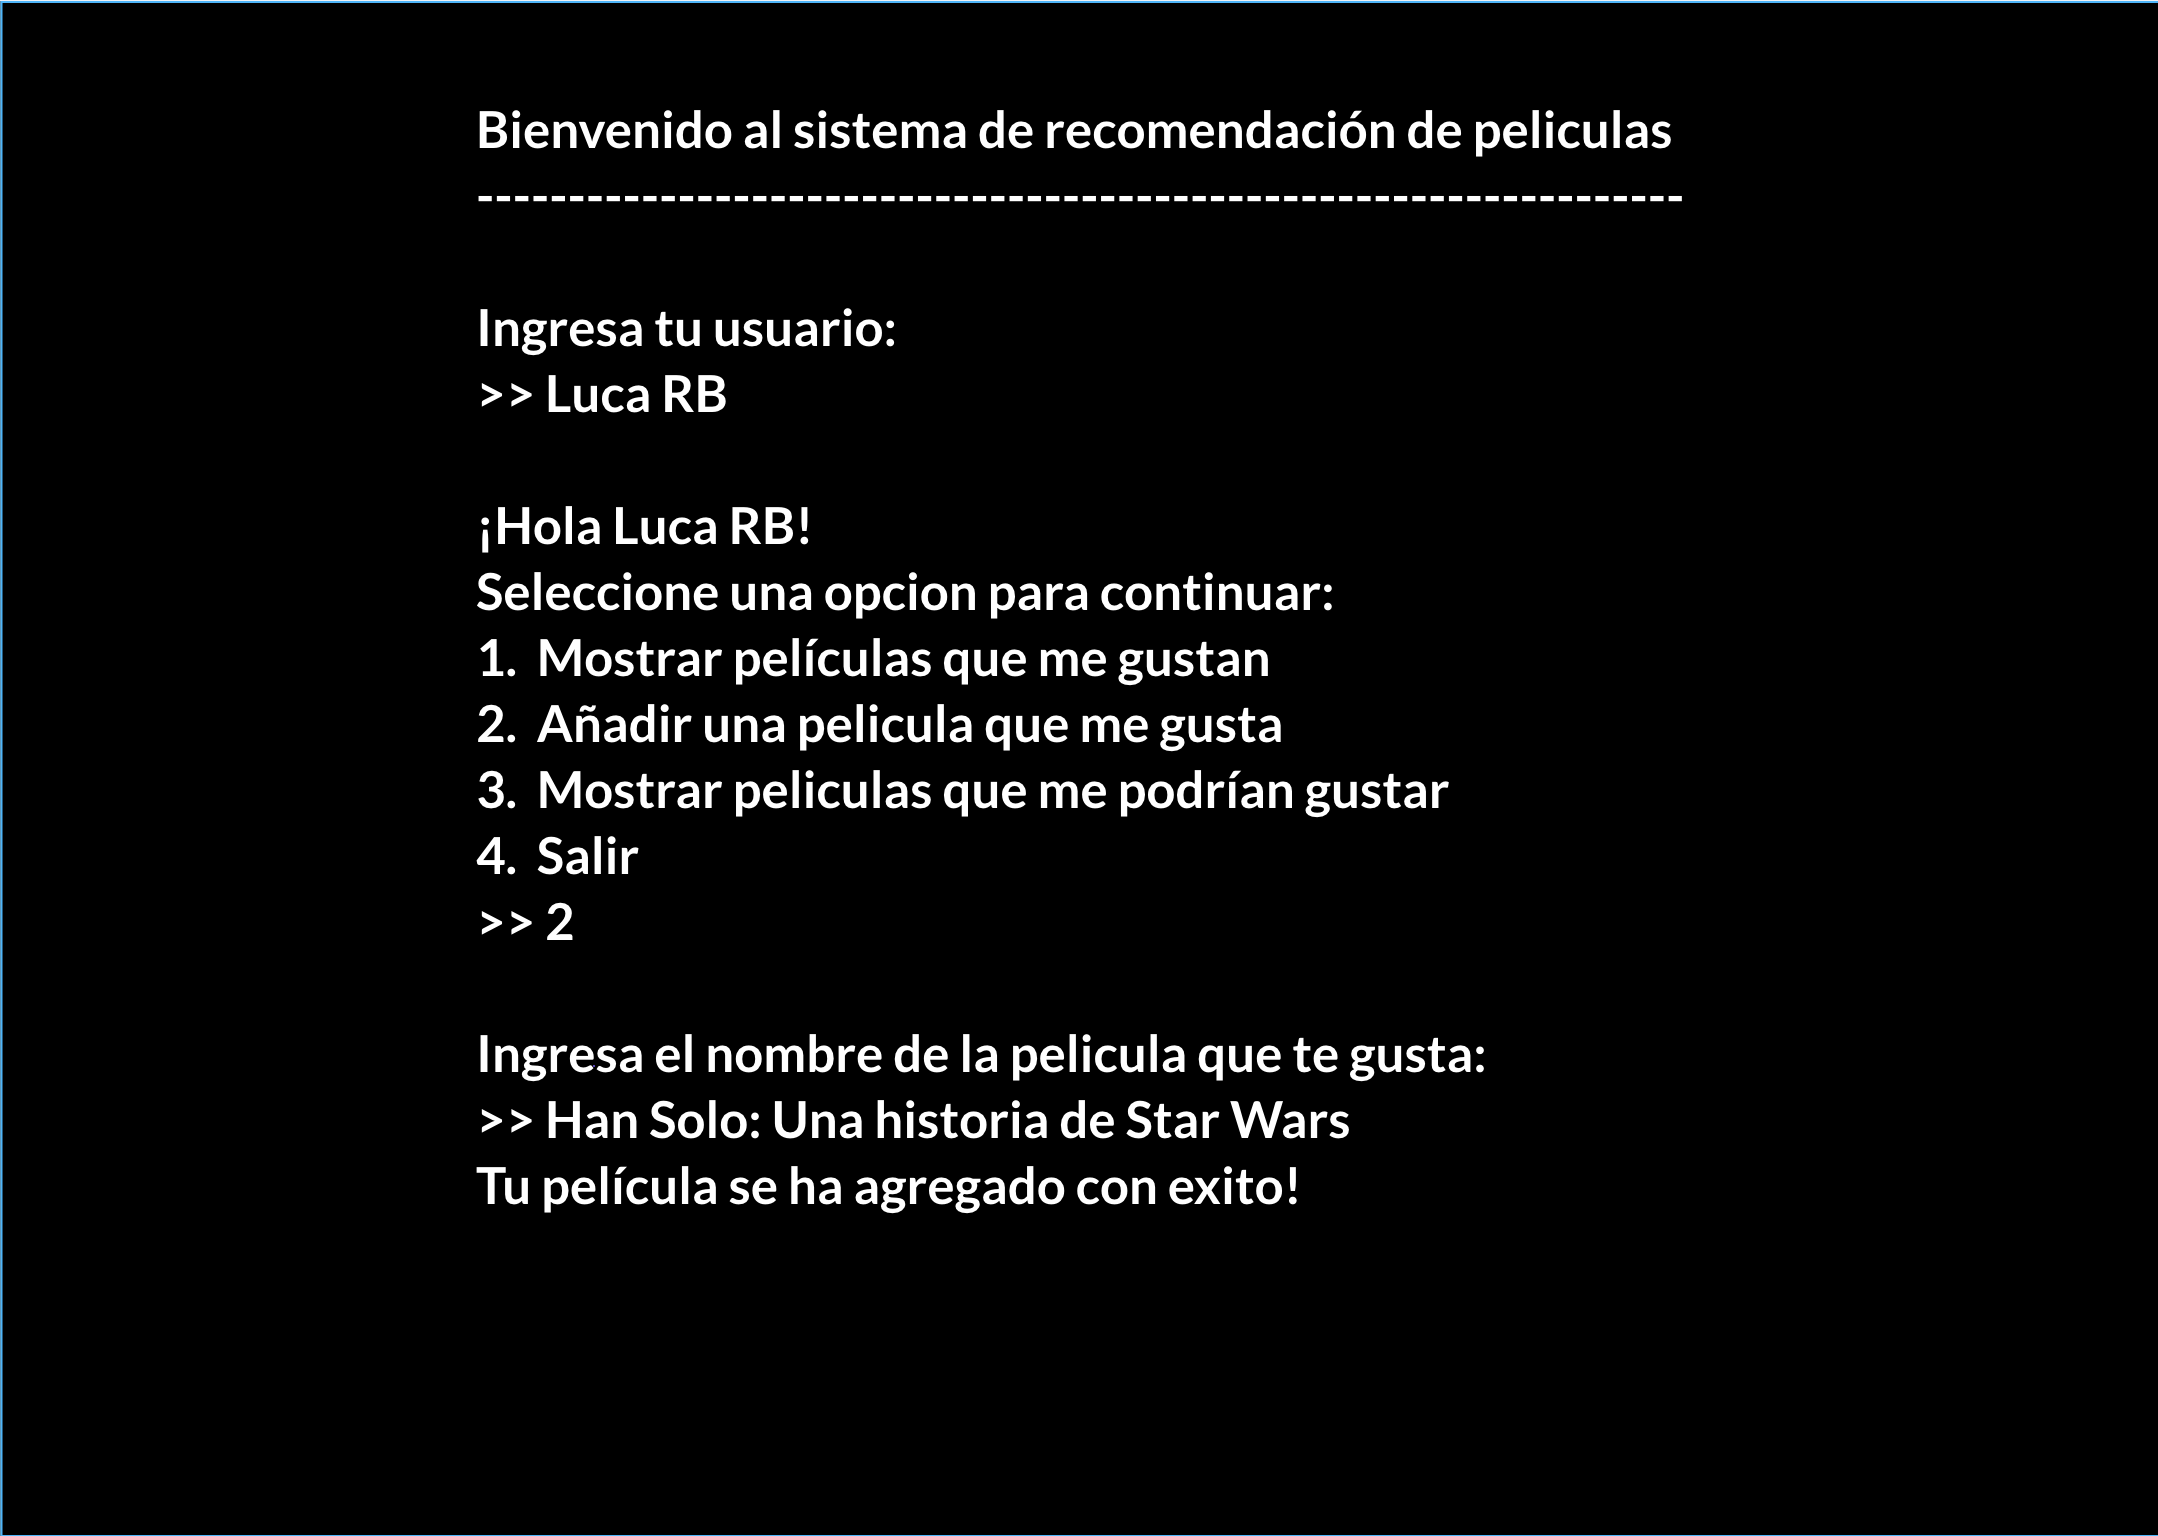 Bienvenido al sistema de recomendación de peliculas
------------------------------------------------------------------
Ingresa tu usuario:
>> Luca RB
¡Hola Luca RB!
Seleccione una opcion para continuar:
1. Mostrar películas que me gustan
2. Añadir una pelicula que me gusta
3. Mostrar peliculas que me podrían gustar
4. Salir
>> 2
Ingresa el nombre de la pelicula que te gusta:
>> Han Solo: Una historia de Star Wars
Tu película se ha agregado con exito!